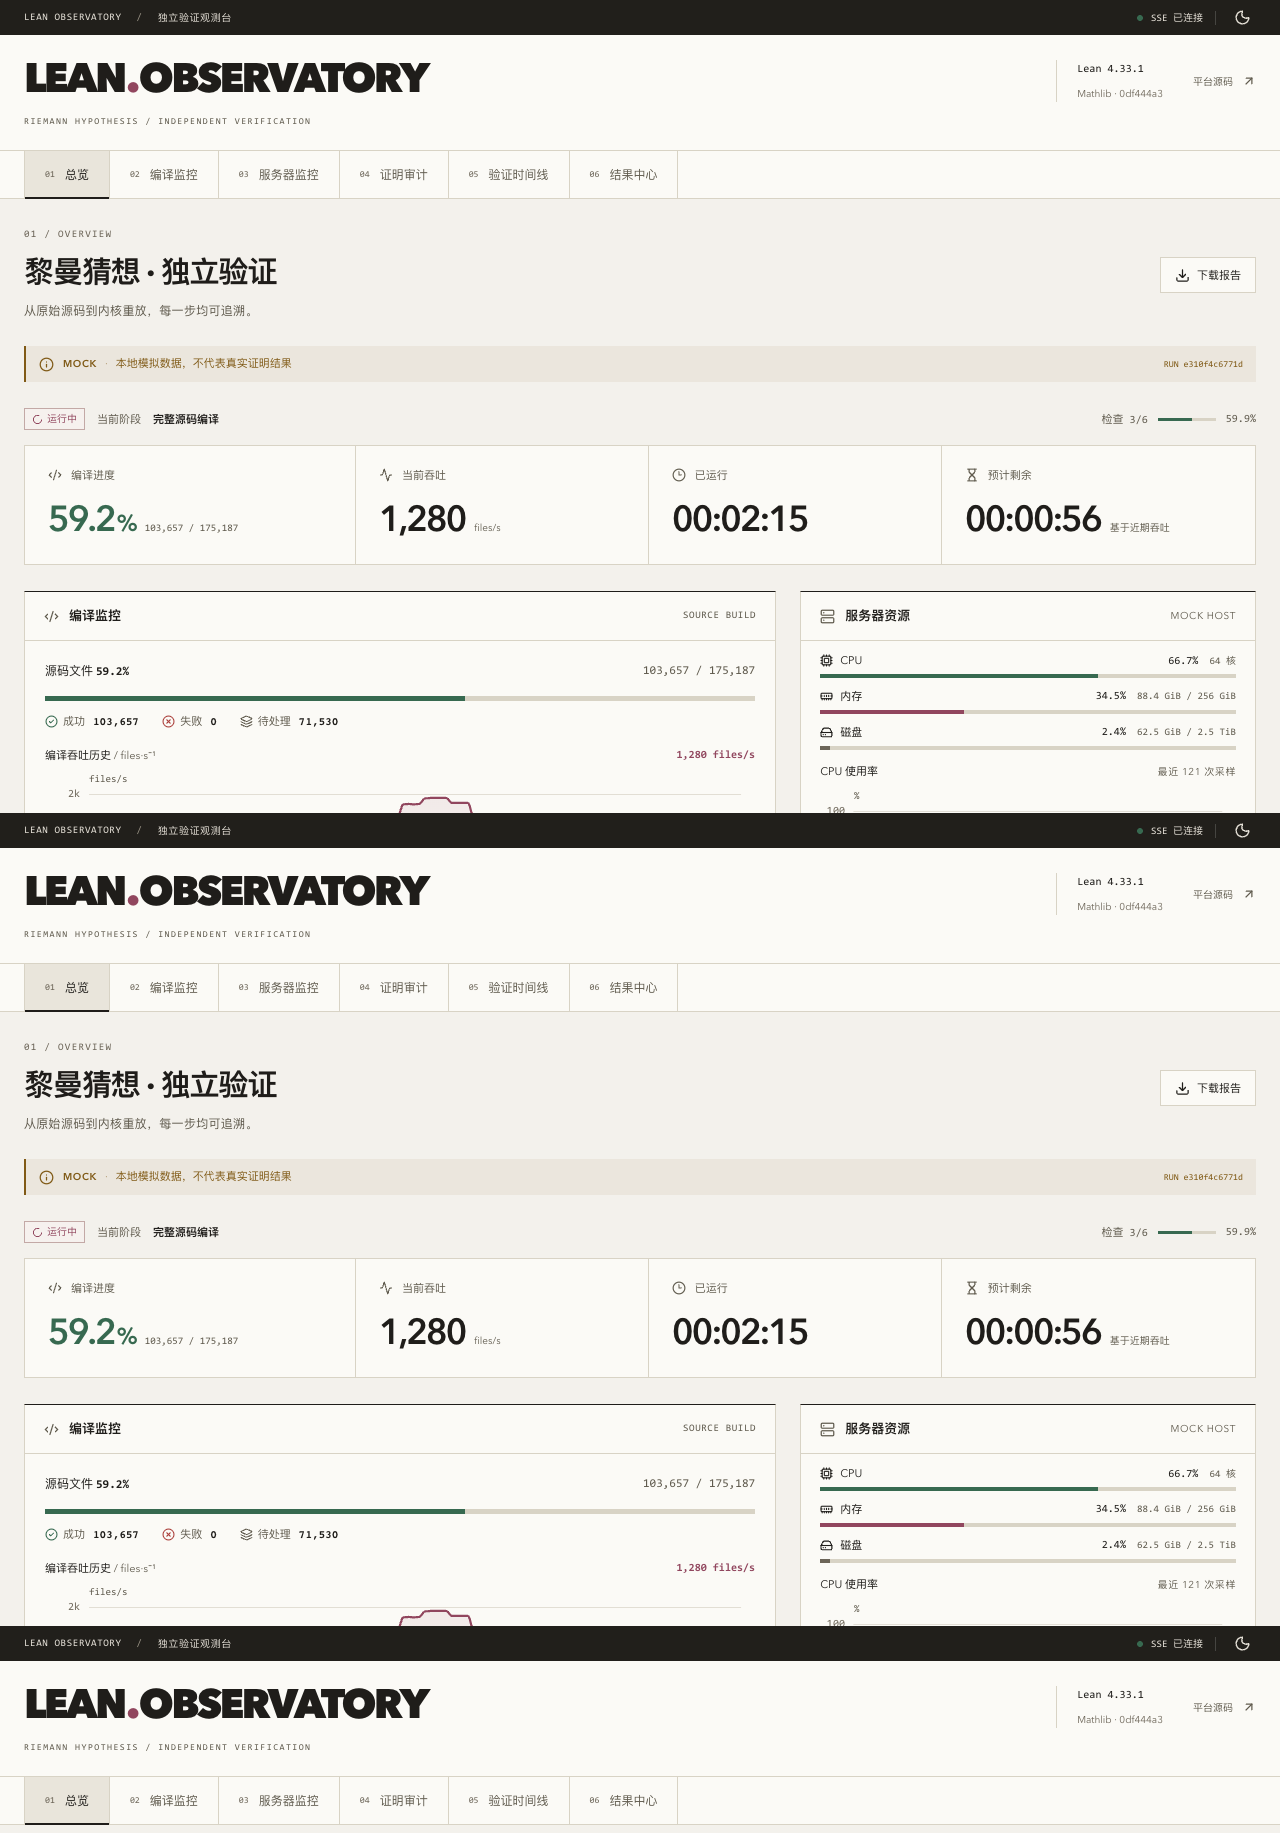 LEAN OBSERVATORY / 独立验证观测台 SSE 已连接
LEAN.OBSERVATORY
Lean 4.33.1
Mathlib · 0df444a3
平台源码
RIEMANN HYPOTHESIS / INDEPENDENT VERIFICATION
01 总览 02 编译监控 03 服务器监控 04 证明审计 05 验证时间线 06 结果中心
01 / OVERVIEW
黎曼猜想 · 独立验证
下载报告
从原始源码到内核重放，每一步均可追溯。
MOCK · 本地模拟数据，不代表真实证明结果 RUN e310f4c6771d
运行中 当前阶段 完整源码编译 检查 3/6 59.9%
编译进度 当前吞吐 已运行 预计剩余
59.2% 103,657 / 175,187 1,280 files/s 00:02:15 00:00:56 基于近期吞吐
编译监控 SOURCE BUILD
源码文件 59.2% 103,657 / 175,187
成功 103,657 失败 0 待处理 71,530
编译吞吐历史 / files·s⁻¹ 1,280 files/s
files/s
2k
服务器资源 MOCK HOST
CPU 66.7% 64 核
内存 34.5% 88.4 GiB / 256 GiB
磁盘 2.4% 62.5 GiB / 2.5 TiB
CPU 使用率 最近 121 次采样
%
100
LEAN OBSERVATORY / 独立验证观测台 SSE 已连接
LEAN.OBSERVATORY
Lean 4.33.1
Mathlib · 0df444a3
平台源码
RIEMANN HYPOTHESIS / INDEPENDENT VERIFICATION
01 总览 02 编译监控 03 服务器监控 04 证明审计 05 验证时间线 06 结果中心
01 / OVERVIEW
黎曼猜想 · 独立验证
下载报告
从原始源码到内核重放，每一步均可追溯。
MOCK · 本地模拟数据，不代表真实证明结果 RUN e310f4c6771d
运行中 当前阶段 完整源码编译 检查 3/6 59.9%
编译进度 当前吞吐 已运行 预计剩余
59.2% 103,657 / 175,187 1,280 files/s 00:02:15 00:00:56 基于近期吞吐
编译监控 SOURCE BUILD
源码文件 59.2% 103,657 / 175,187
成功 103,657 失败 0 待处理 71,530
编译吞吐历史 / files·s⁻¹ 1,280 files/s
files/s
2k
服务器资源 MOCK HOST
CPU 66.7% 64 核
内存 34.5% 88.4 GiB / 256 GiB
磁盘 2.4% 62.5 GiB / 2.5 TiB
CPU 使用率 最近 121 次采样
%
100
LEAN OBSERVATORY / 独立验证观测台 SSE 已连接
LEAN.OBSERVATORY
Lean 4.33.1
Mathlib · 0df444a3
平台源码
RIEMANN HYPOTHESIS / INDEPENDENT VERIFICATION
01 总览 02 编译监控 03 服务器监控 04 证明审计 05 验证时间线 06 结果中心